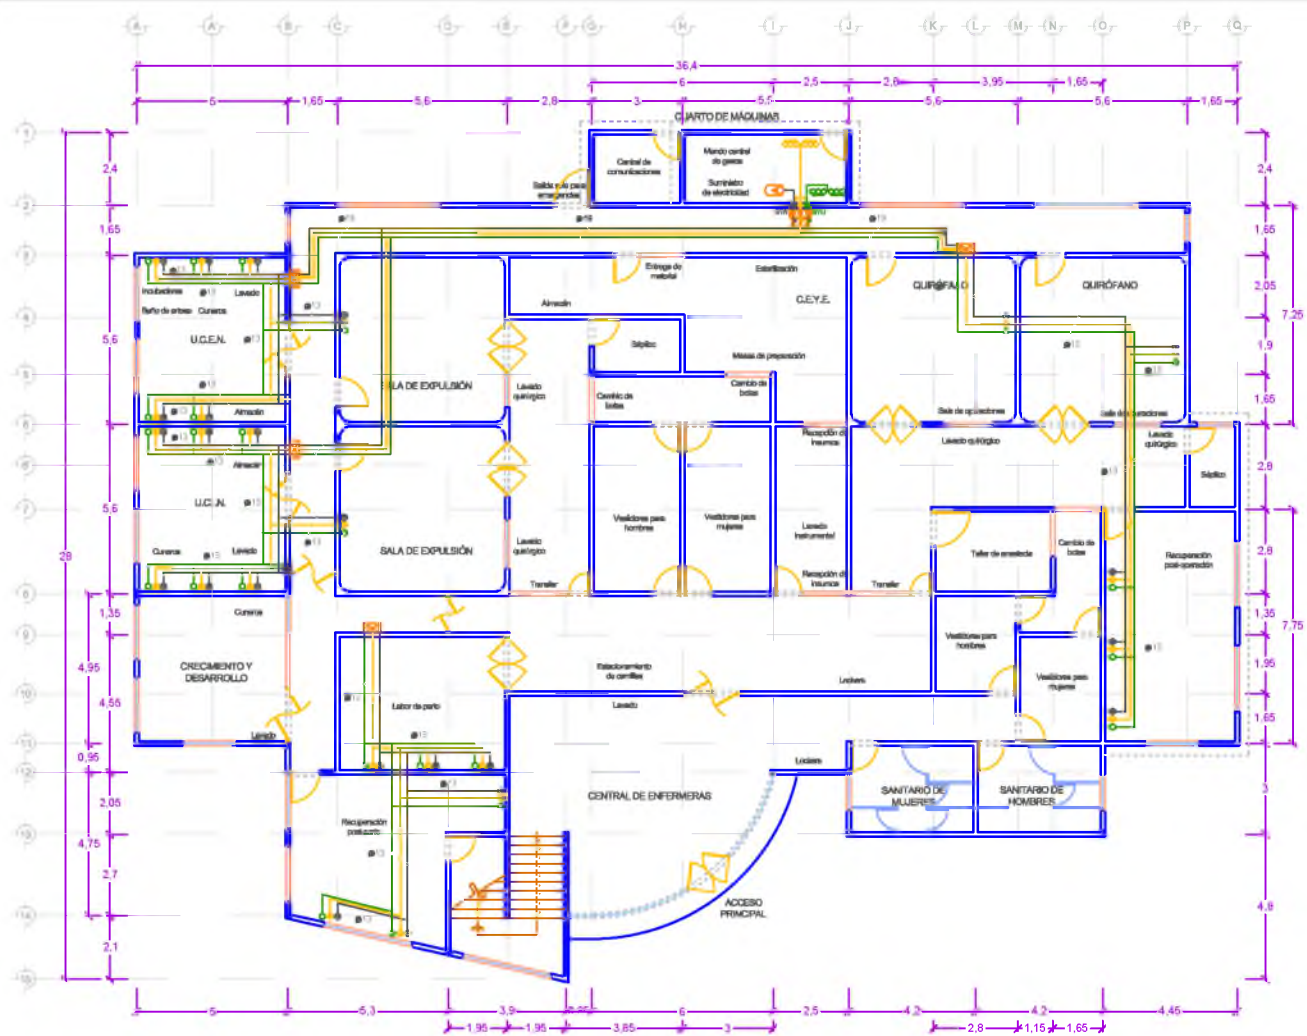 A A B C D E F G H I J K L M N O P Q
36,4
6 2,5 2,8 3,95 1,65
5 1,65 5,6 2,8 3 5,5 5,6 5,6 1,65
CUARTO DE MÁQUINAS
Central de
comunicaciones
Mando central
de gases
Suministro
de electricidad
2,4
2,4
1,65
1,65
Entrega de
material
Esterilización
C.E.Y.E.
QUIRÓFANO
QUIRÓFANO
Incubadoras
Lavado
Cuneros
Almacén
U.C.E.N.
2,05
7,25
5,6
1,9
Séptico
Mesas de preparación
SALA DE EXPULSIÓN
Lavado
quirúrgico
Cambio de
botas
Cambio de
botas
1,65
Almacén
Sala de operaciones
Sala de operaciones
Recepción de
insumos
Lavado quirúrgico
Lavado
quirúrgico
Séptico
2,8
Almacén
U.C.I.N.
5,6
28
Vestidores para
hombres
Vestidores para
mujeres
Lavado
instrumental
Taller de anestesia
Cambio de
botas
Recuperación
post-operación
2,8
Cuneros
Lavado
SALA DE EXPULSIÓN
Lavado
quirúrgico
Transfer
Recepción de
insumos
Transfer
1,35
1,35
7,75
Cuneros
CRECIMIENTO Y
DESARROLLO
4,95
4,55
Estacionamiento
de camillas
Lockers
Vestidores para
hombres
Vestidores para
mujeres
1,95
1,65
Labor de parto
Lavado
Lavado
0,95
Lockers
CENTRAL DE ENFERMERAS
SANITARIO DE
MUJERES
SANITARIO DE
HOMBRES
3
2,05
4,75
Recuperación
post-parto
2,7
ACCESO
PRINCIPAL
4,8
2,1
5 5,3 3,9 6 2,5 4,2 4,2 4,45
1,95 1,95 3,85 3 2,8 1,15 1,65